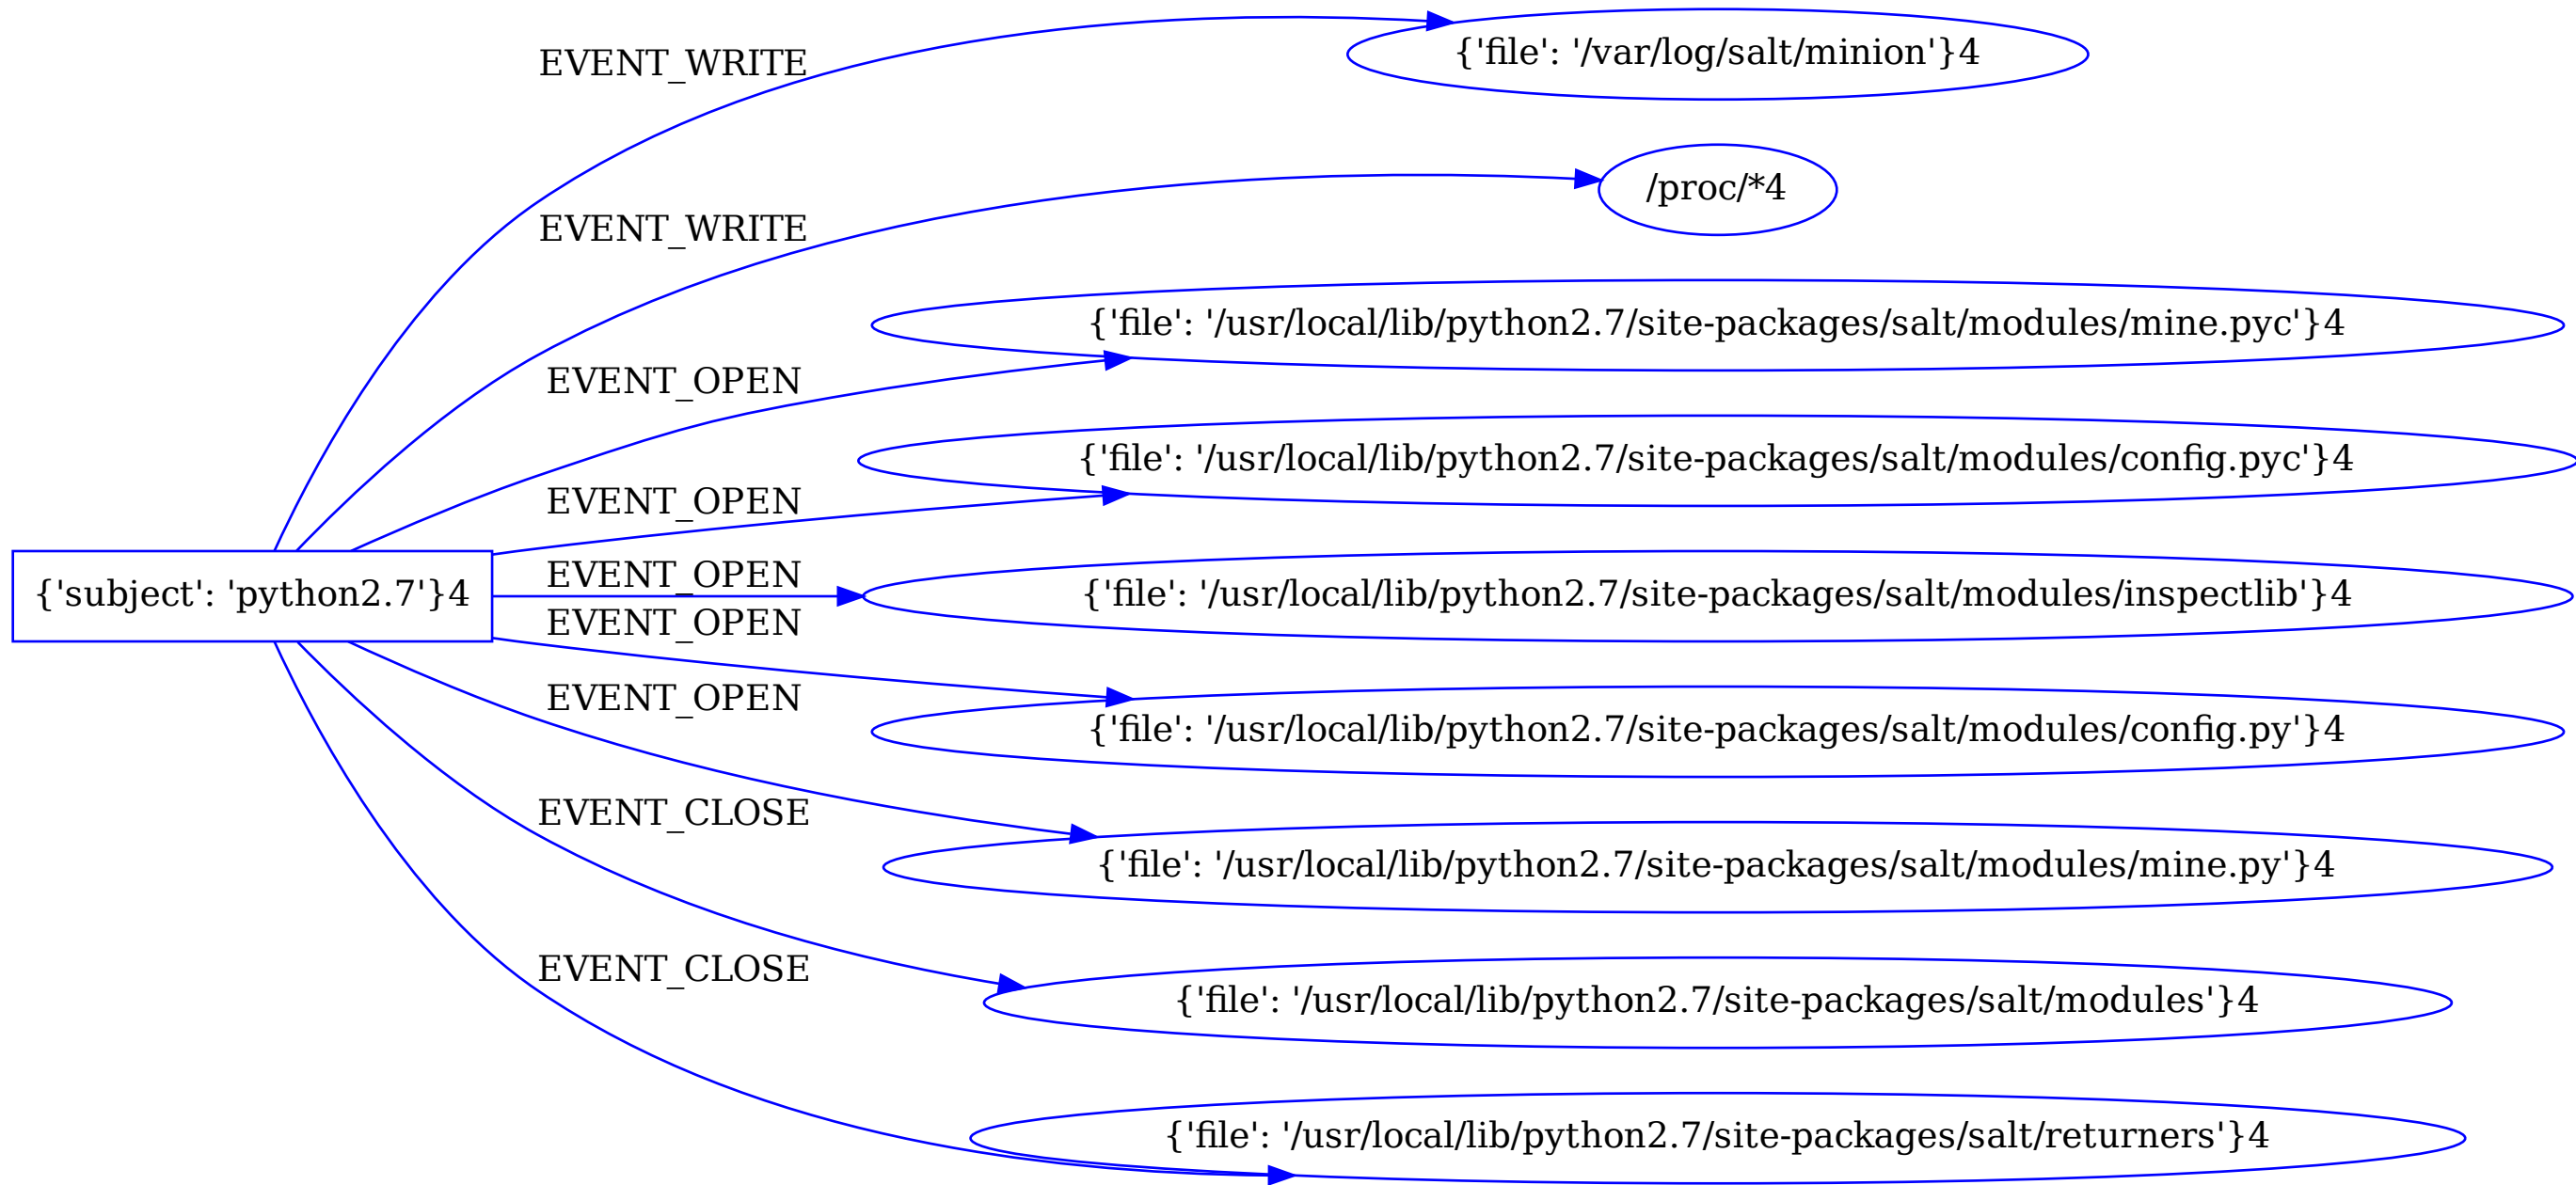 EVENT_WRITE
{'file': '/var/log/salt/minion'}4
EVENT_WRITE
/proc/*4
EVENT_OPEN
{'file': '/usr/local/lib/python2.7/site-packages/salt/modules/mine.pyc'}4
EVENT_OPEN
{'file': '/usr/local/lib/python2.7/site-packages/salt/modules/config.pyc'}4
{'subject': 'python2.7'}4
EVENT_OPEN
{'file': '/usr/local/lib/python2.7/site-packages/salt/modules/inspectlib'}4
EVENT_OPEN
{'file': '/usr/local/lib/python2.7/site-packages/salt/modules/config.py'}4
EVENT_OPEN
{'file': '/usr/local/lib/python2.7/site-packages/salt/modules/mine.py'}4
EVENT_CLOSE
{'file': '/usr/local/lib/python2.7/site-packages/salt/modules'}4
EVENT_CLOSE
{'file': '/usr/local/lib/python2.7/site-packages/salt/returners'}4